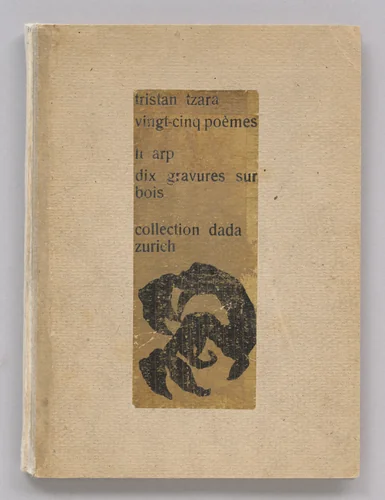 tristan tzara
vingt-cinq poèmes
h arp
dix gravures sur
bois
collection dada
zurich